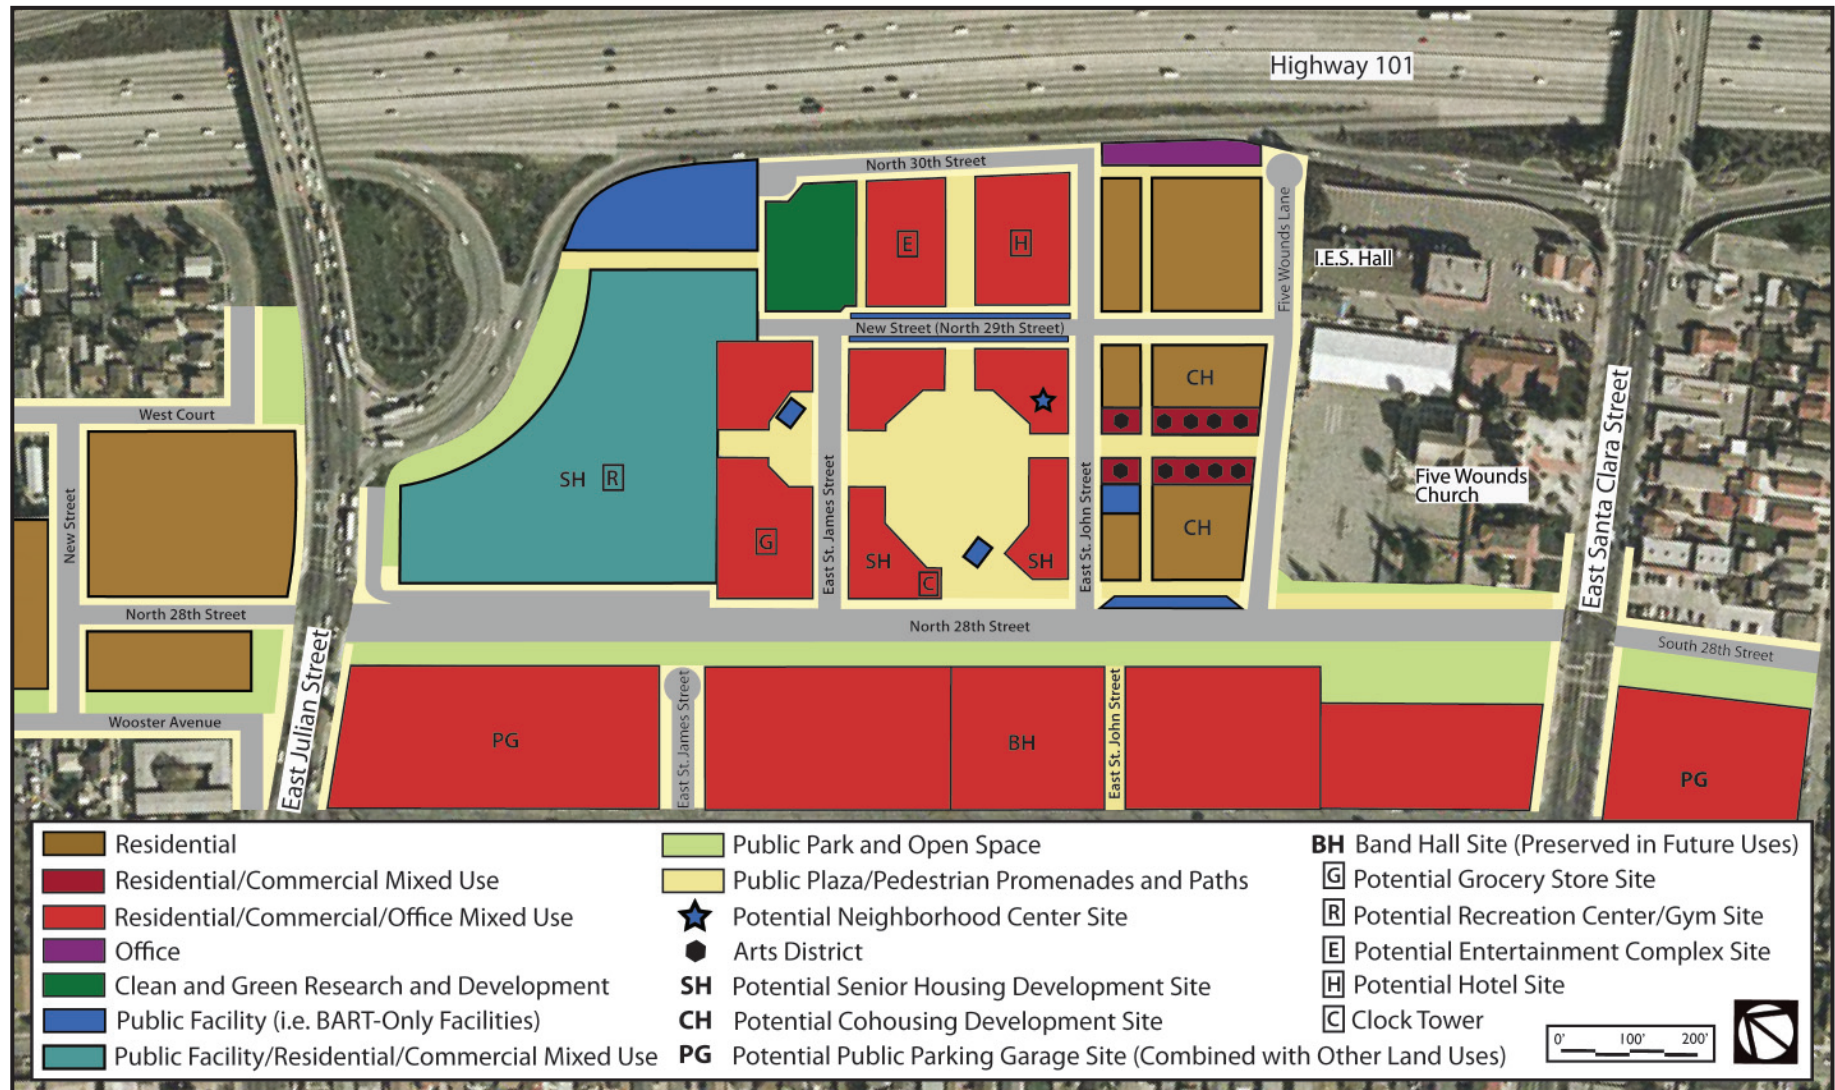 Highway 101
North 30th Street
Five Wounds Lane
E
H
I.E.S. Hall
New Street (North 29th Street)
West Court
CH
East Santa Clara Street
New Street
SH R
East St. James Street
East St. John Street
Five Wounds
Church
G
SH
C
SH
CH
North 28th Street
North 28th Street
South 28th Street
East Julian Street
Wooster Avenue
PG
East St. James Street
BH
East St. John Street
PG
Residential
Residential/Commercial Mixed Use
Residential/Commercial/Office Mixed Use
Office
Clean and Green Research and Development
Public Facility (i.e. BART-Only Facilities)
Public Facility/Residential/Commercial Mixed Use
Public Park and Open Space
Public Plaza/Pedestrian Promenades and Paths
Potential Neighborhood Center Site
Arts District
SH Potential Senior Housing Development Site
CH Potential Cohousing Development Site
PG Potential Public Parking Garage Site (Combined with Other Land Uses)
BH Band Hall Site (Preserved in Future Uses)
G Potential Grocery Store Site
R Potential Recreation Center/Gym Site
E Potential Entertainment Complex Site
H Potential Hotel Site
C Clock Tower
0' 100' 200'